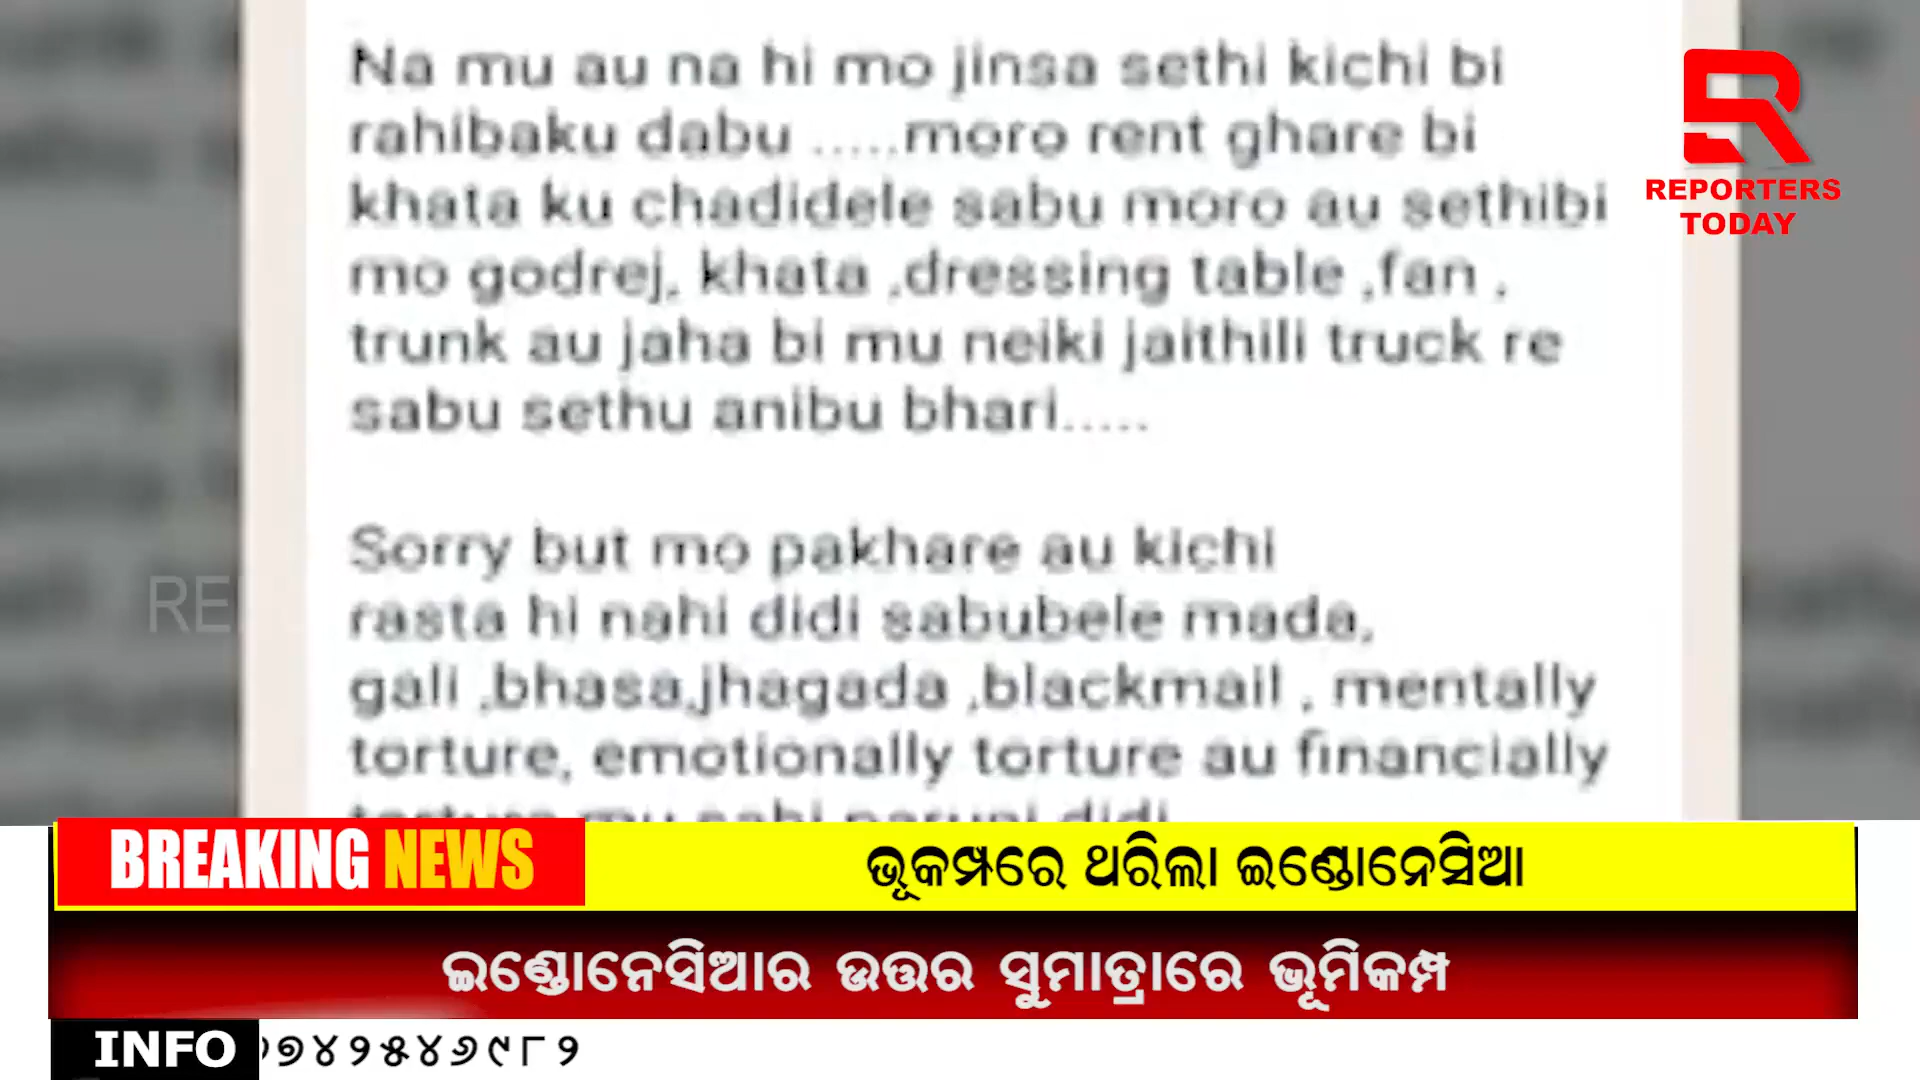 Na mu au na hi mo jinsa sethi kichi bi
rahibaku dabu .....moro rent ghare bi
khata ku chadidele sabu moro au sethibi
mo godrej, khata ,dressing table ,fan ,
trunk au jaha bi mu neiki jaithili truck re
sabu sethu anibu bhari.....
Sorry but mo pakhare au kichi
rasta hi nahi didi sabubele mada,
gali ,bhasa,jhagada ,blackmail , mentally
torture, emotionally torture au financially
REPORTERS
TODAY
BREAKING NEWS
ଭୂକମ୍ପରେ ଥରିଲା ଇଣ୍ଡୋନେସିଆ
ଇଣ୍ଡୋନେସିଆର ଉତ୍ତର ସୁମାତ୍ରାରେ ଭୂମିକମ୍ପ
INFO ୭୪୨୫୪୬୯୮୨